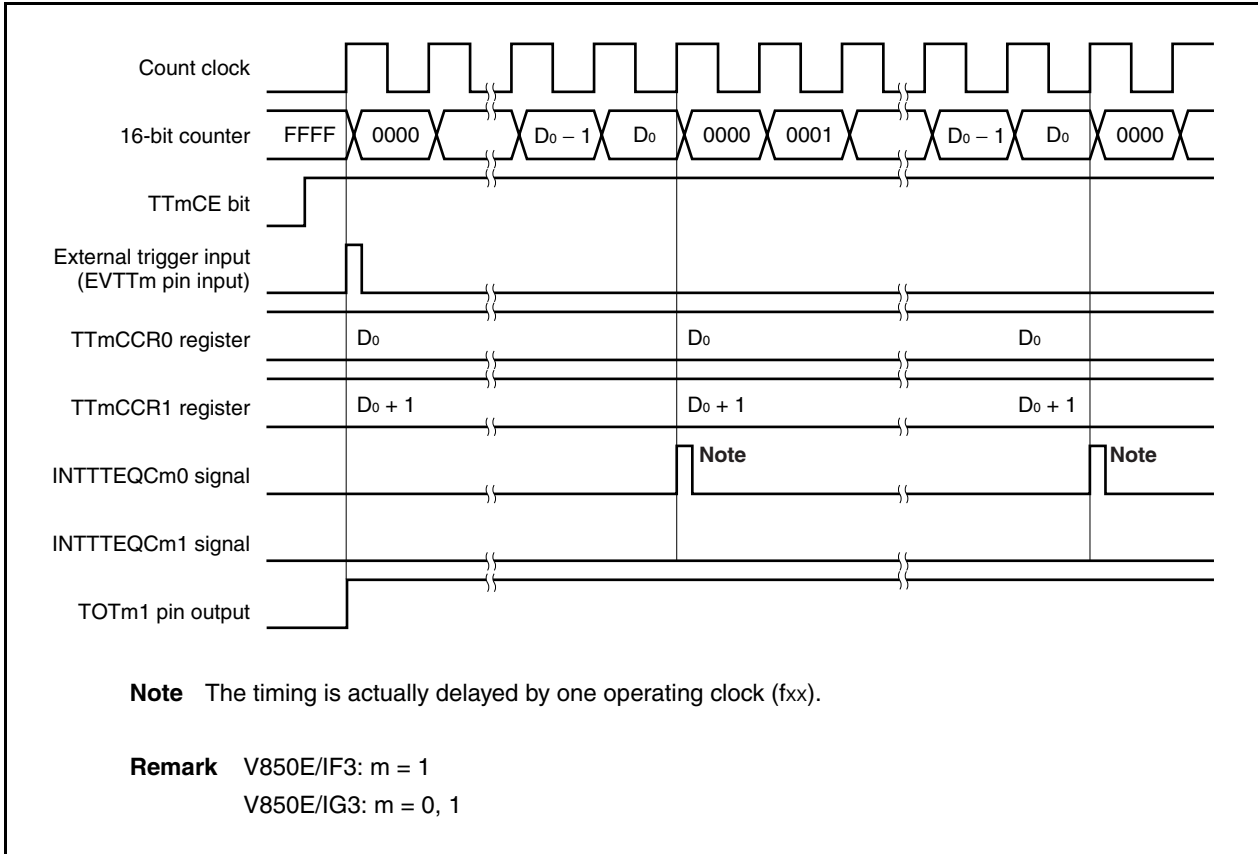 Count clock
16-bit counter FFFF 0000 D0 − 1 D0 0000 0001 D0 − 1 D0 0000
TTmCE bit
External trigger input
(EVTTm pin input)
TTmCCR0 register D0 D0 D0
TTmCCR1 register D0 + 1 D0 + 1 D0 + 1
INTTTEQCm0 signal Note Note
INTTTEQCm1 signal
TOTm1 pin output
Note The timing is actually delayed by one operating clock (fxx).
Remark V850E/IF3: m = 1
V850E/IG3: m = 0, 1